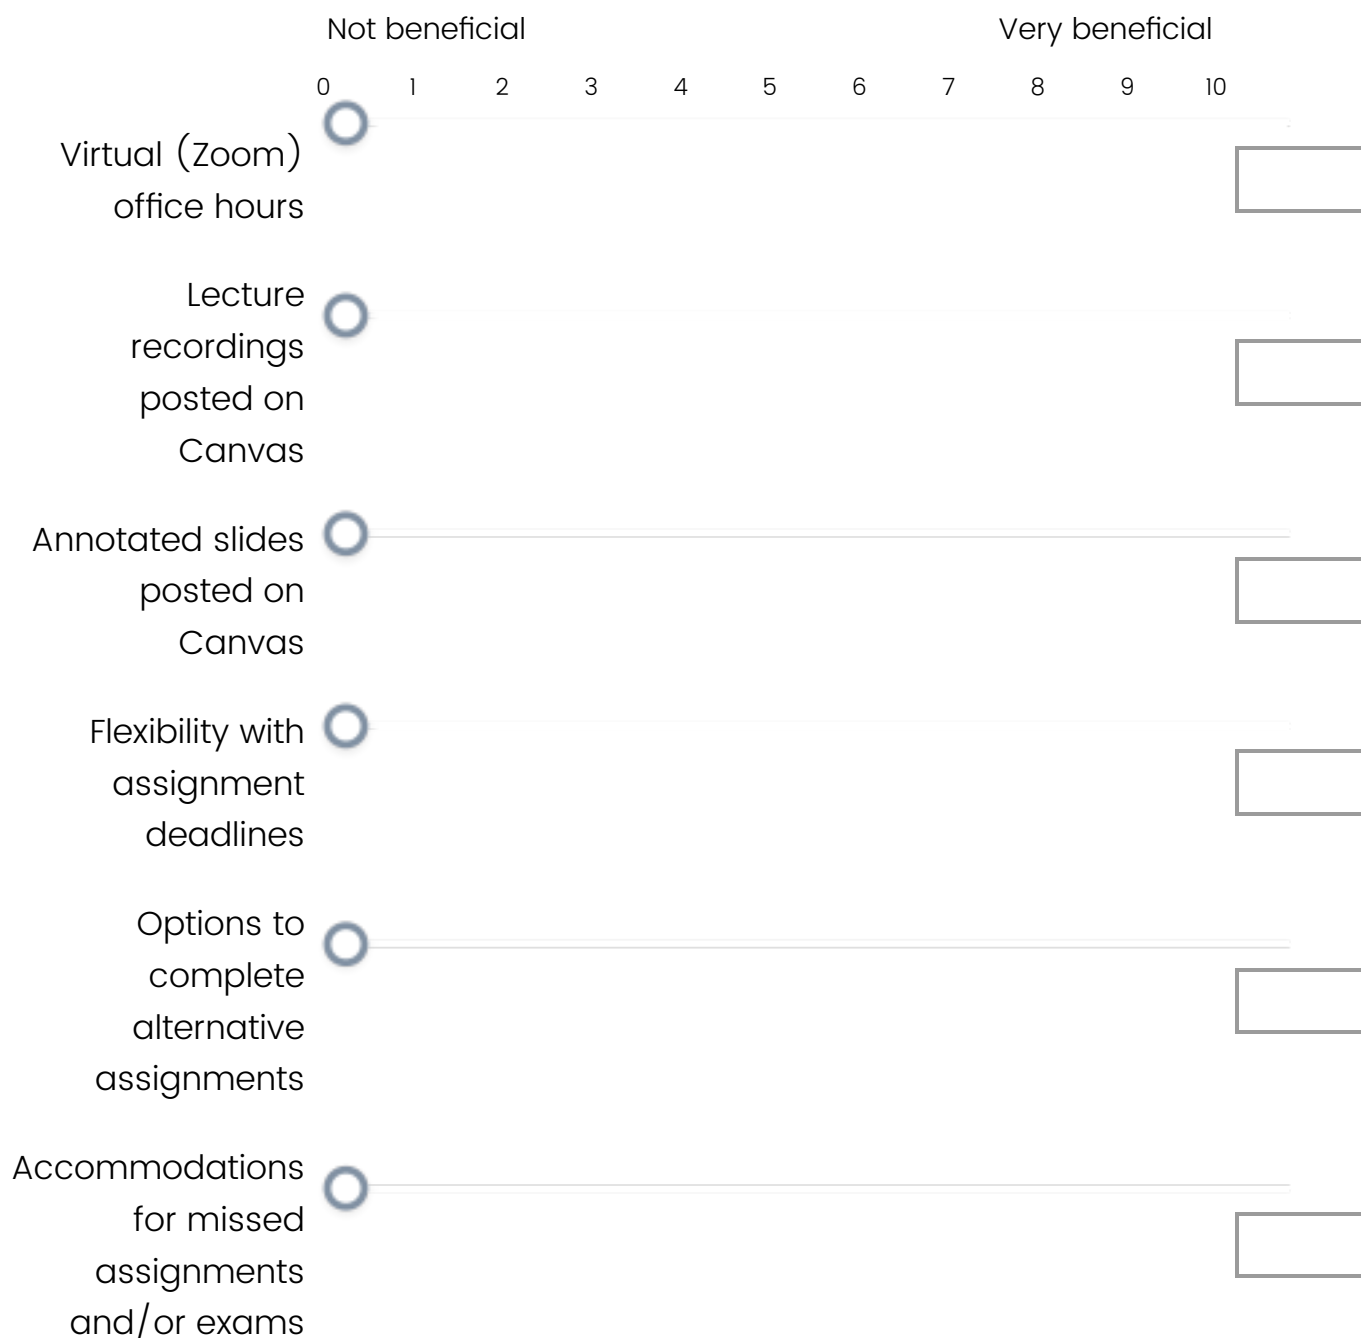 Not beneficial Very beneficial
0 1 2 3 4 5 6 7 8 9 10
Virtual (Zoom)
office hours
Lecture
recordings
posted on
Canvas
Annotated slides
posted on
Canvas
Flexibility with
assignment
deadlines
Options to
complete
alternative
assignments
Accommodations
for missed
assignments
and/or exams